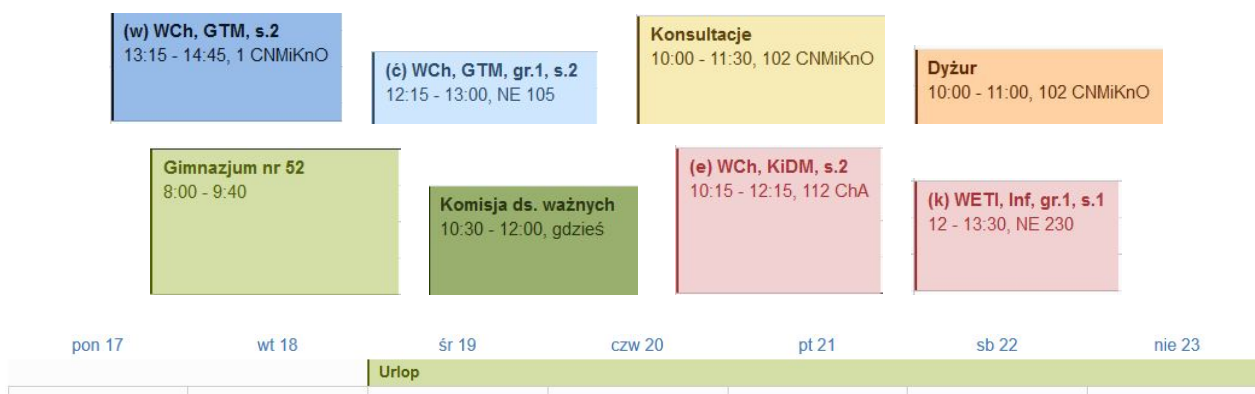 (w) WCh, GTM, s.2
13:15 - 14:45, 1 CNMiKnO
(ć) WCh, GTM, gr.1, s.2
12:15 - 13:00, NE 105
Konsultacje
10:00 - 11:30, 102 CNMiKnO
Dyżur
10:00 - 11:00, 102 CNMiKnO
Gimnazjum nr 52
8:00 - 9:40
Komisja ds. ważnych
10:30 - 12:00, gdzieś
(e) WCh, KiDM, s.2
10:15 - 12:15, 112 ChA
(k) WETI, Inf, gr.1, s.1
12 - 13:30, NE 230
pon 17 wt 18 śr 19 czw 20 pt 21 sb 22 nie 23
Urlop